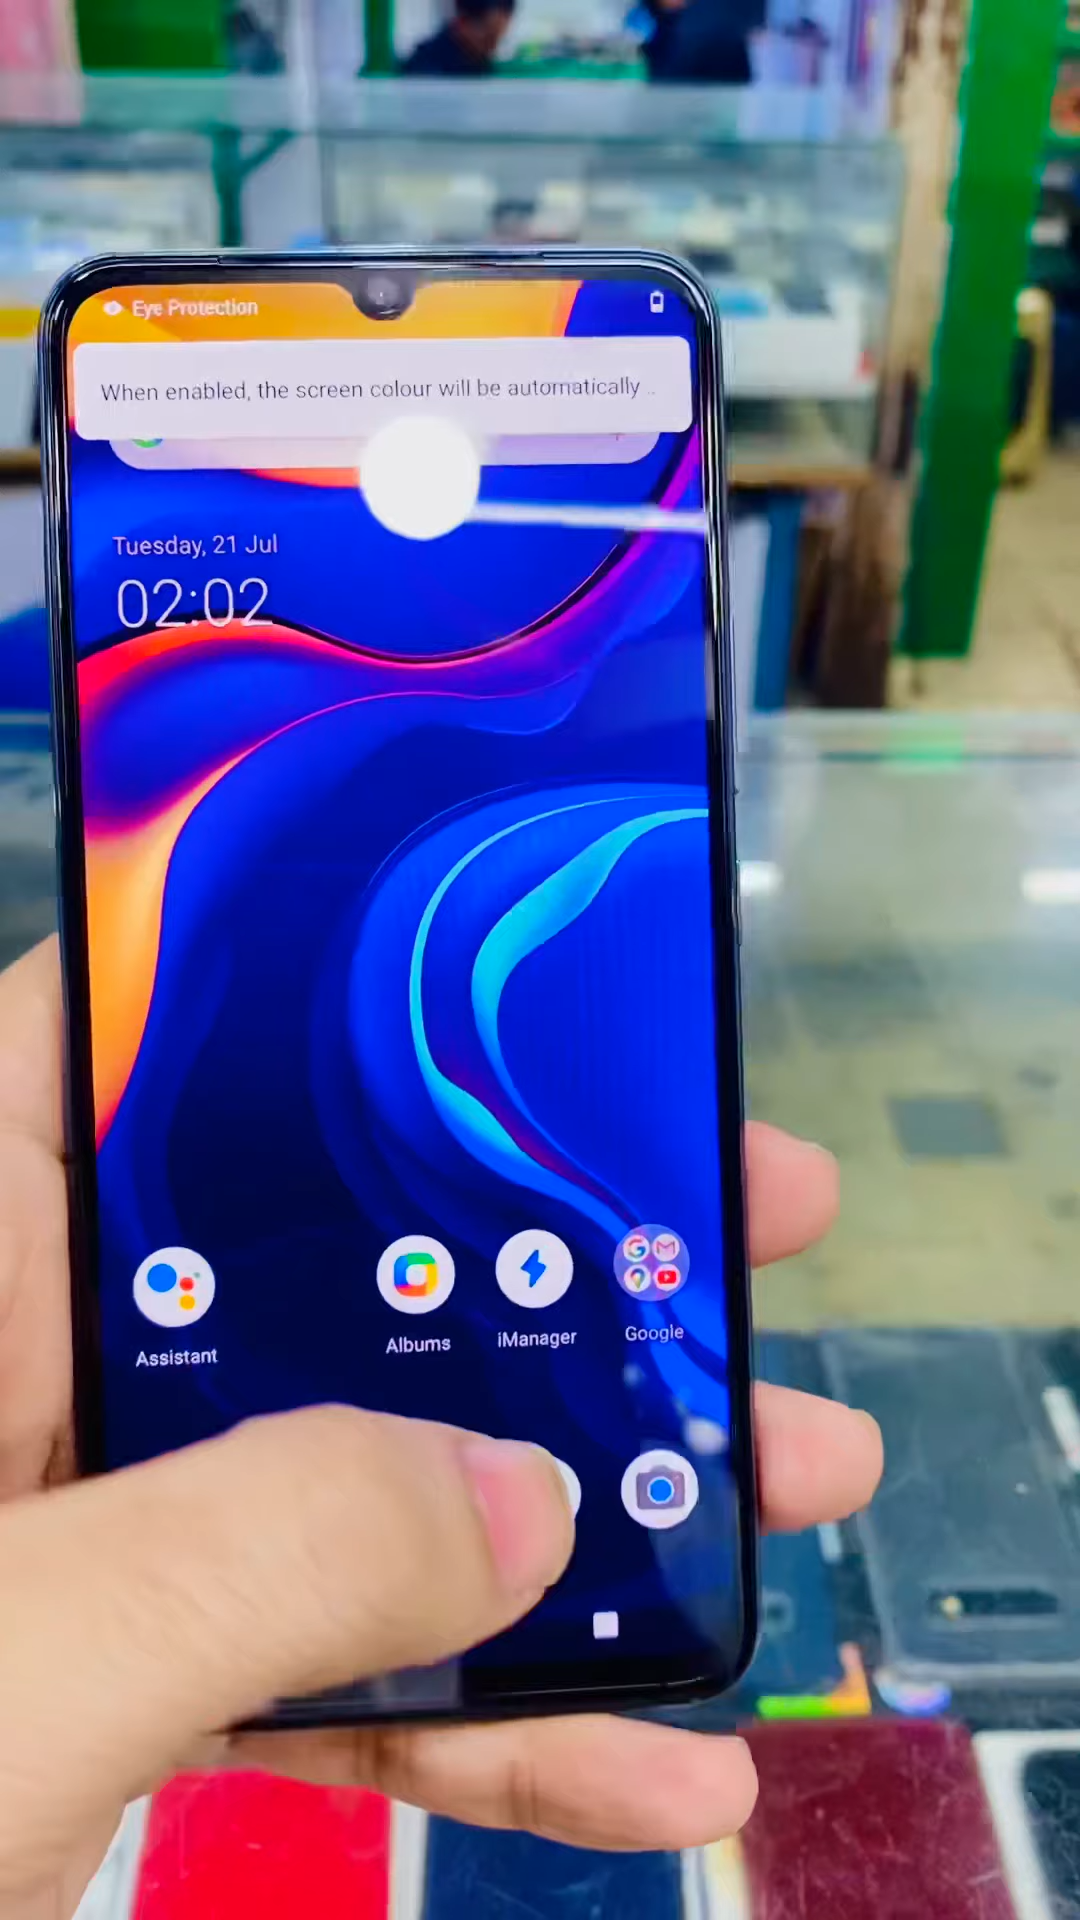 Eye Protection
When enabled, the screen colour will be automatically ..
Tuesday, 21 Jul
02:02
Assistant
Albums
iManager
Google